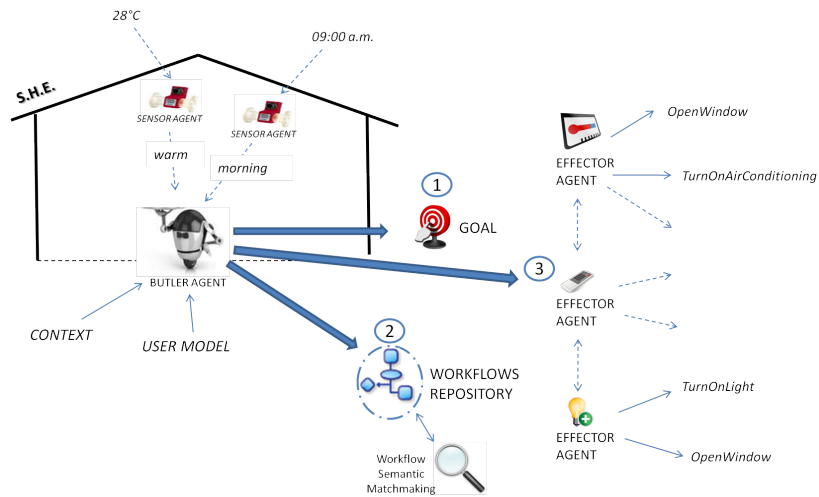 28°C
09:00 a.m.
S.H.E.
SENSOR AGENT
SENSOR AGENT
warm
morning
BUTLER AGENT
CONTEXT
USER MODEL
1
GOAL
2
WORKFLOWS
REPOSITORY
Workflow
Semantic
Matchmaking
3
EFFECTOR
AGENT
OpenWindow
TurnOnAirConditioning
EFFECTOR
AGENT
EFFECTOR
AGENT
TurnOnLight
OpenWindow